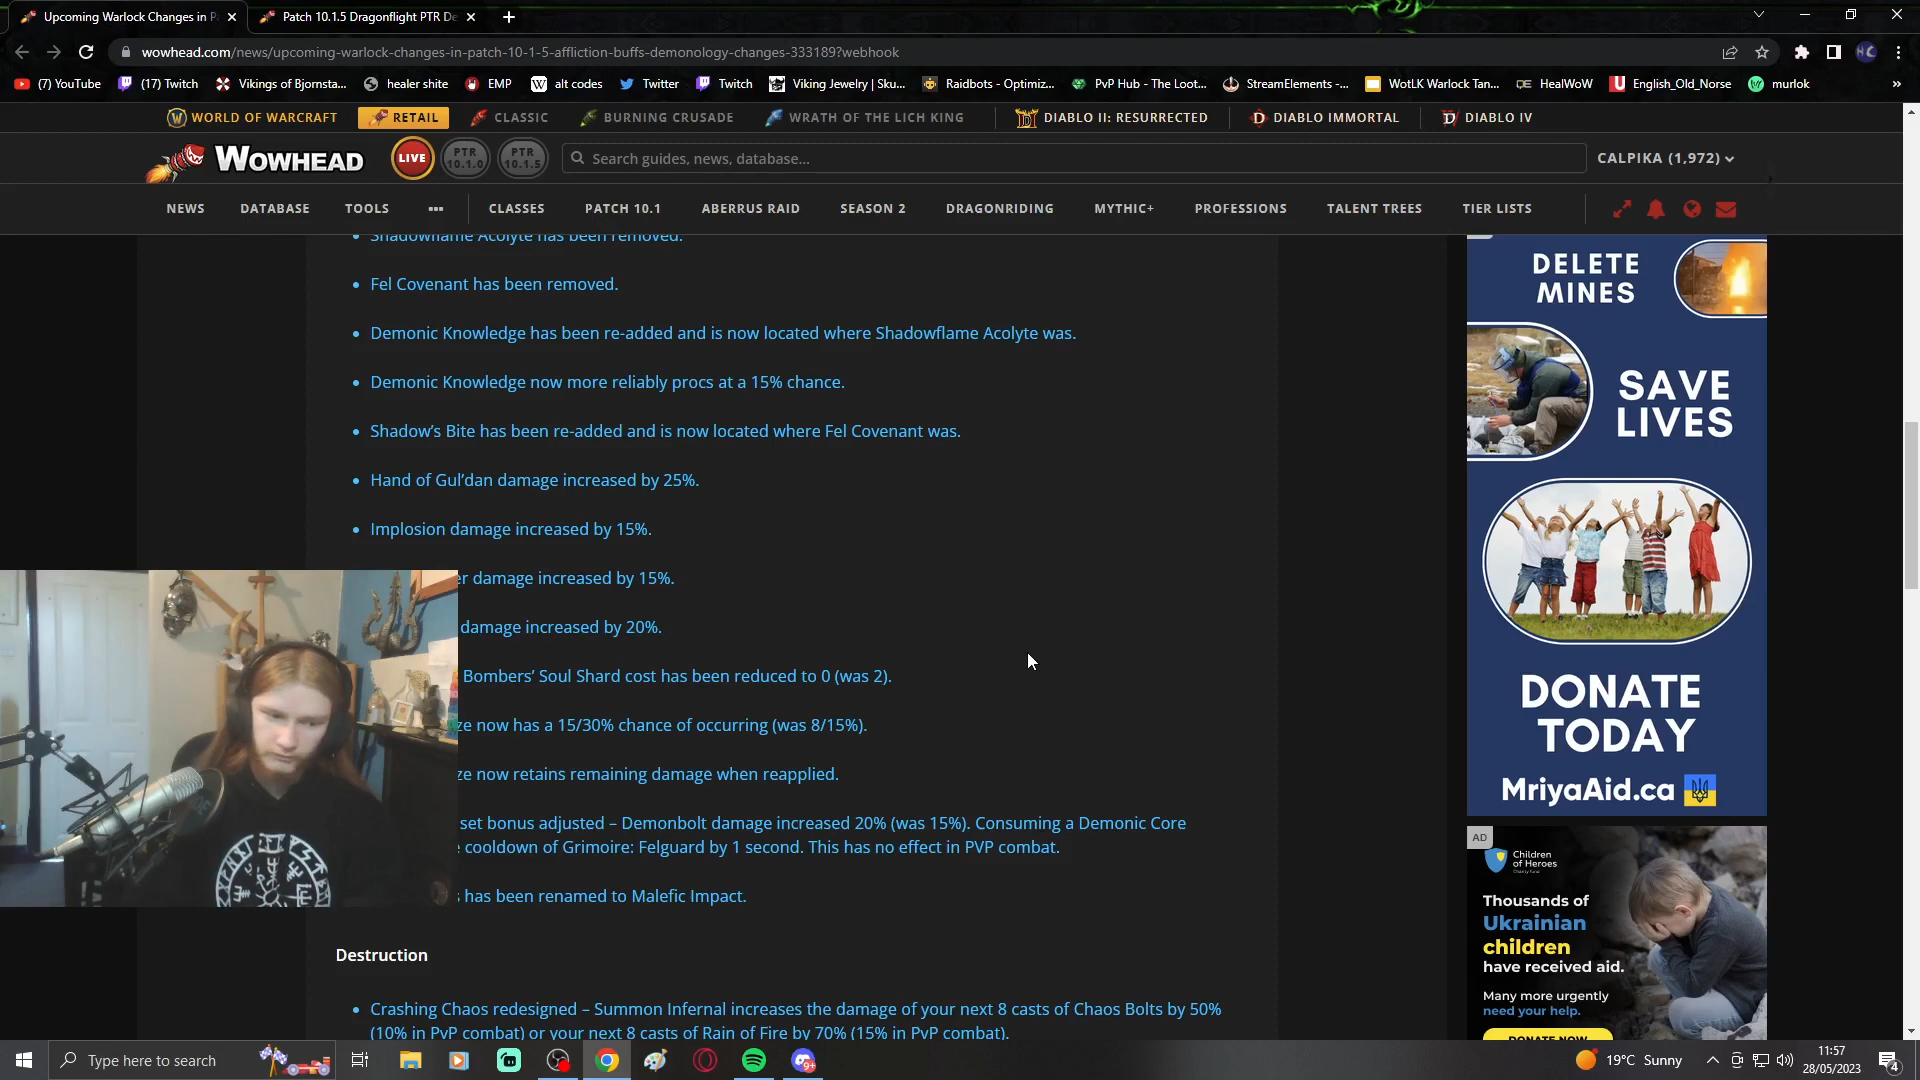 Upcoming Warlock Changes in P
Patch 10.1.5 Dragonflight PTR De
wowhead.com/news/upcoming-warlock-changes-in-patch-10-1-5-affliction-buffs-demonology-changes-333189?webhook
(7) YouTube
(17) Twitch
Vikings of Bjornsta...
healer shite
EMP
alt codes
Twitter
Twitch
Viking Jewelry | Sku...
Raidbots - Optimiz...
PvP Hub - The Loot...
StreamElements -...
WotLK Warlock Tan...
HealWoW
English_Old_Norse
murlok
»
WORLD OF WARCRAFT
RETAIL
CLASSIC
BURNING CRUSADE
WRATH OF THE LICH KING
DIABLO II: RESURRECTED
DIABLO IMMORTAL
DIABLO IV
WOWHEAD
LIVE
PTR 10.1.0
PTR 10.1.5
Search guides, news, database...
CALPIKA (1,972)
NEWS
DATABASE
TOOLS
•••
CLASSES
PATCH 10.1
ABERRUS RAID
SEASON 2
DRAGONRIDING
MYTHIC+
PROFESSIONS
TALENT TREES
TIER LISTS
Shadowflame Acolyte has been removed.
• Fel Covenant has been removed.
• Demonic Knowledge has been re-added and is now located where Shadowflame Acolyte was.
• Demonic Knowledge now more reliably procs at a 15% chance.
• Shadow's Bite has been re-added and is now located where Fel Covenant was.
• Hand of Gul'dan damage increased by 25%.
• Implosion damage increased by 15%.
er damage increased by 15%.
damage increased by 20%.
Bombers' Soul Shard cost has been reduced to 0 (was 2).
ze now has a 15/30% chance of occurring (was 8/15%).
ze now retains remaining damage when reapplied.
set bonus adjusted – Demonbolt damage increased 20% (was 15%). Consuming a Demonic Core
e cooldown of Grimoire: Felguard by 1 second. This has no effect in PVP combat.
s has been renamed to Malefic Impact.
Destruction
• Crashing Chaos redesigned – Summon Infernal increases the damage of your next 8 casts of Chaos Bolts by 50%
(10% in PvP combat) or your next 8 casts of Rain of Fire by 70% (15% in PvP combat).
DELETE
MINES
SAVE
LIVES
DONATE
TODAY
MriyaAid.ca
AD
Children
of Heroes
Charity Fund
Thousands of
Ukrainian
children
have received aid.
Many more urgently
need your help.
DONATE NOW
Type here to search
9+
19°C Sunny
11:57
28/05/2023
4